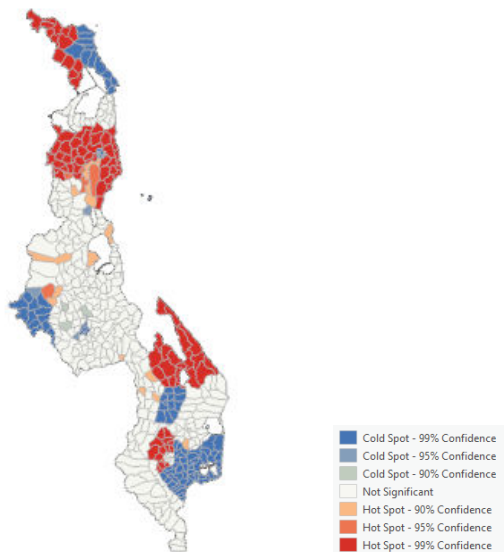 Cold Spot - 99% Confidence
Cold Spot - 95% Confidence
Cold Spot - 90% Confidence
Not Significant
Hot Spot - 90% Confidence
Hot Spot - 95% Confidence
Hot Spot - 99% Confidence